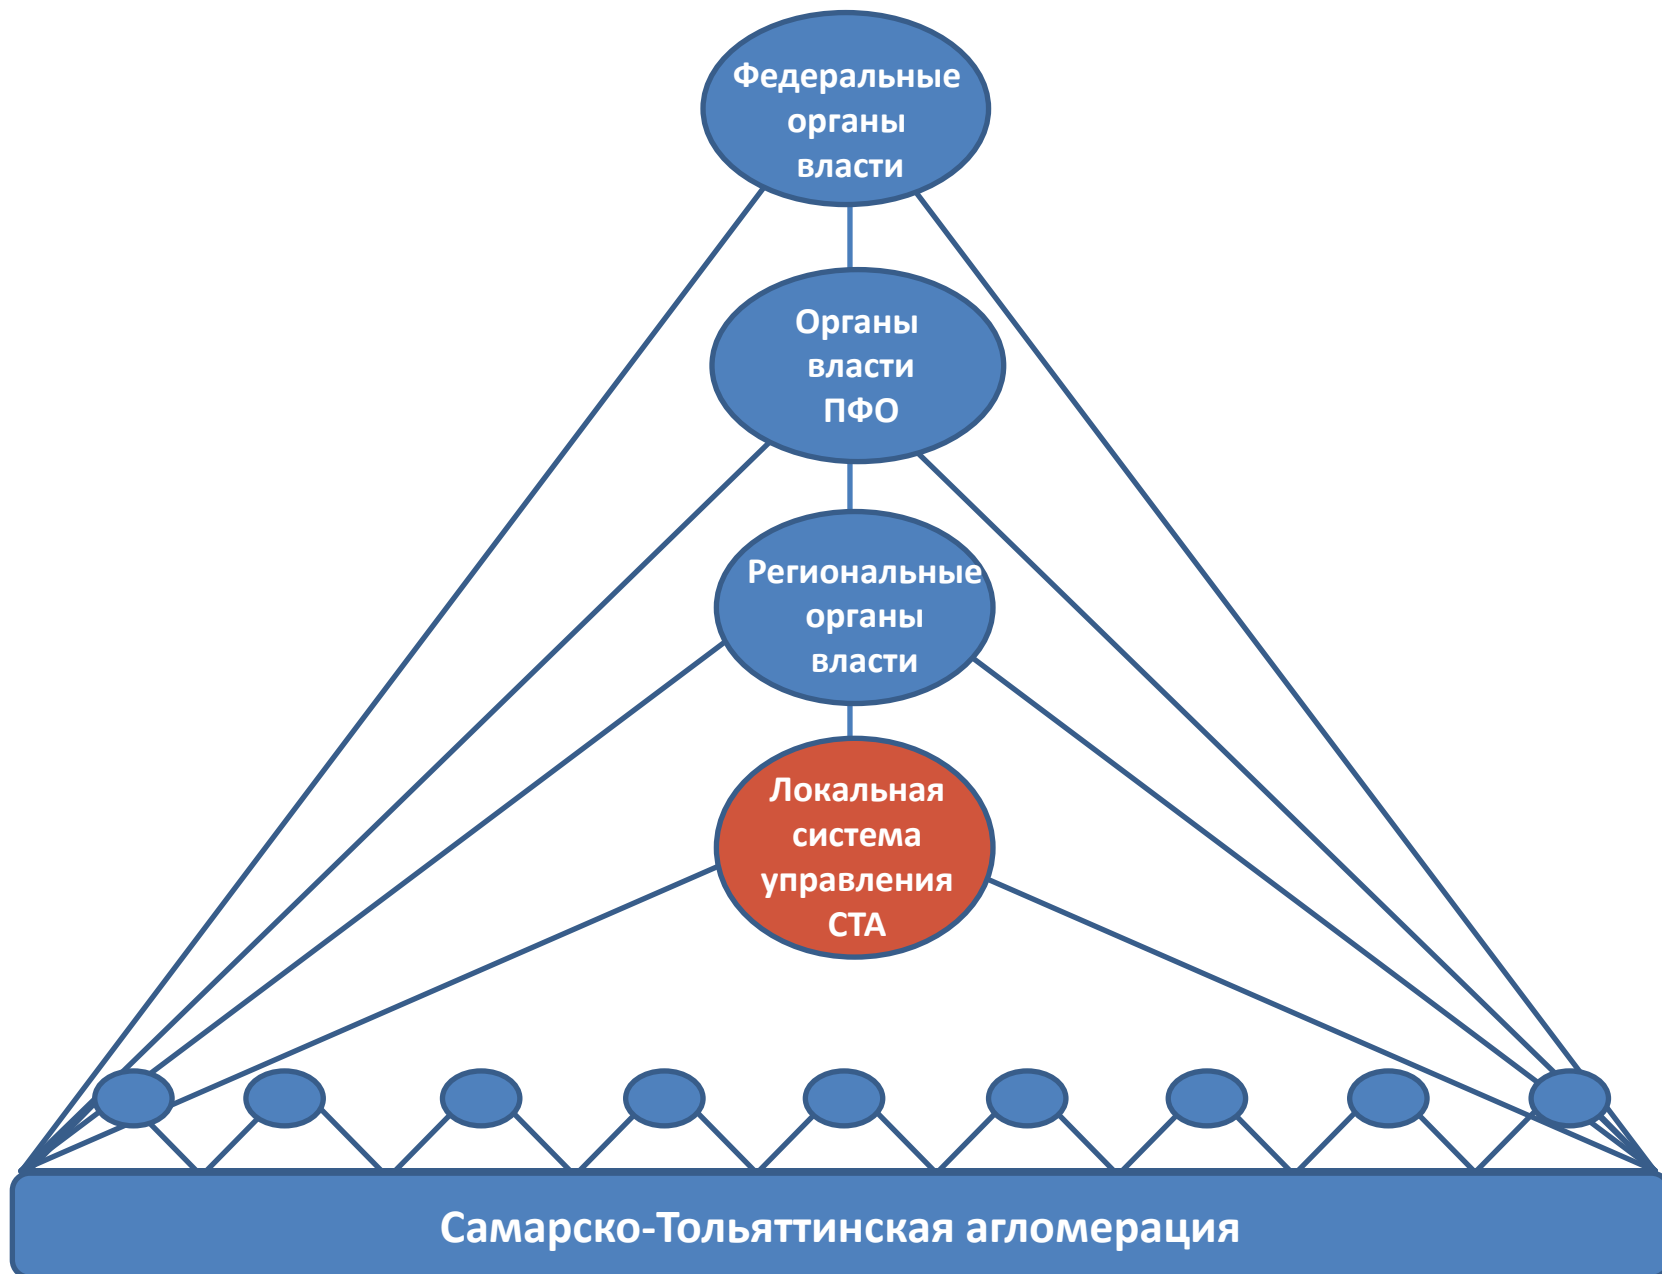 Федеральные
органы
власти
Органы
власти
ПФО
Региональные
органы
власти
Локальная
система
управления
СТА
Самарско-Тольяттинская агломерация